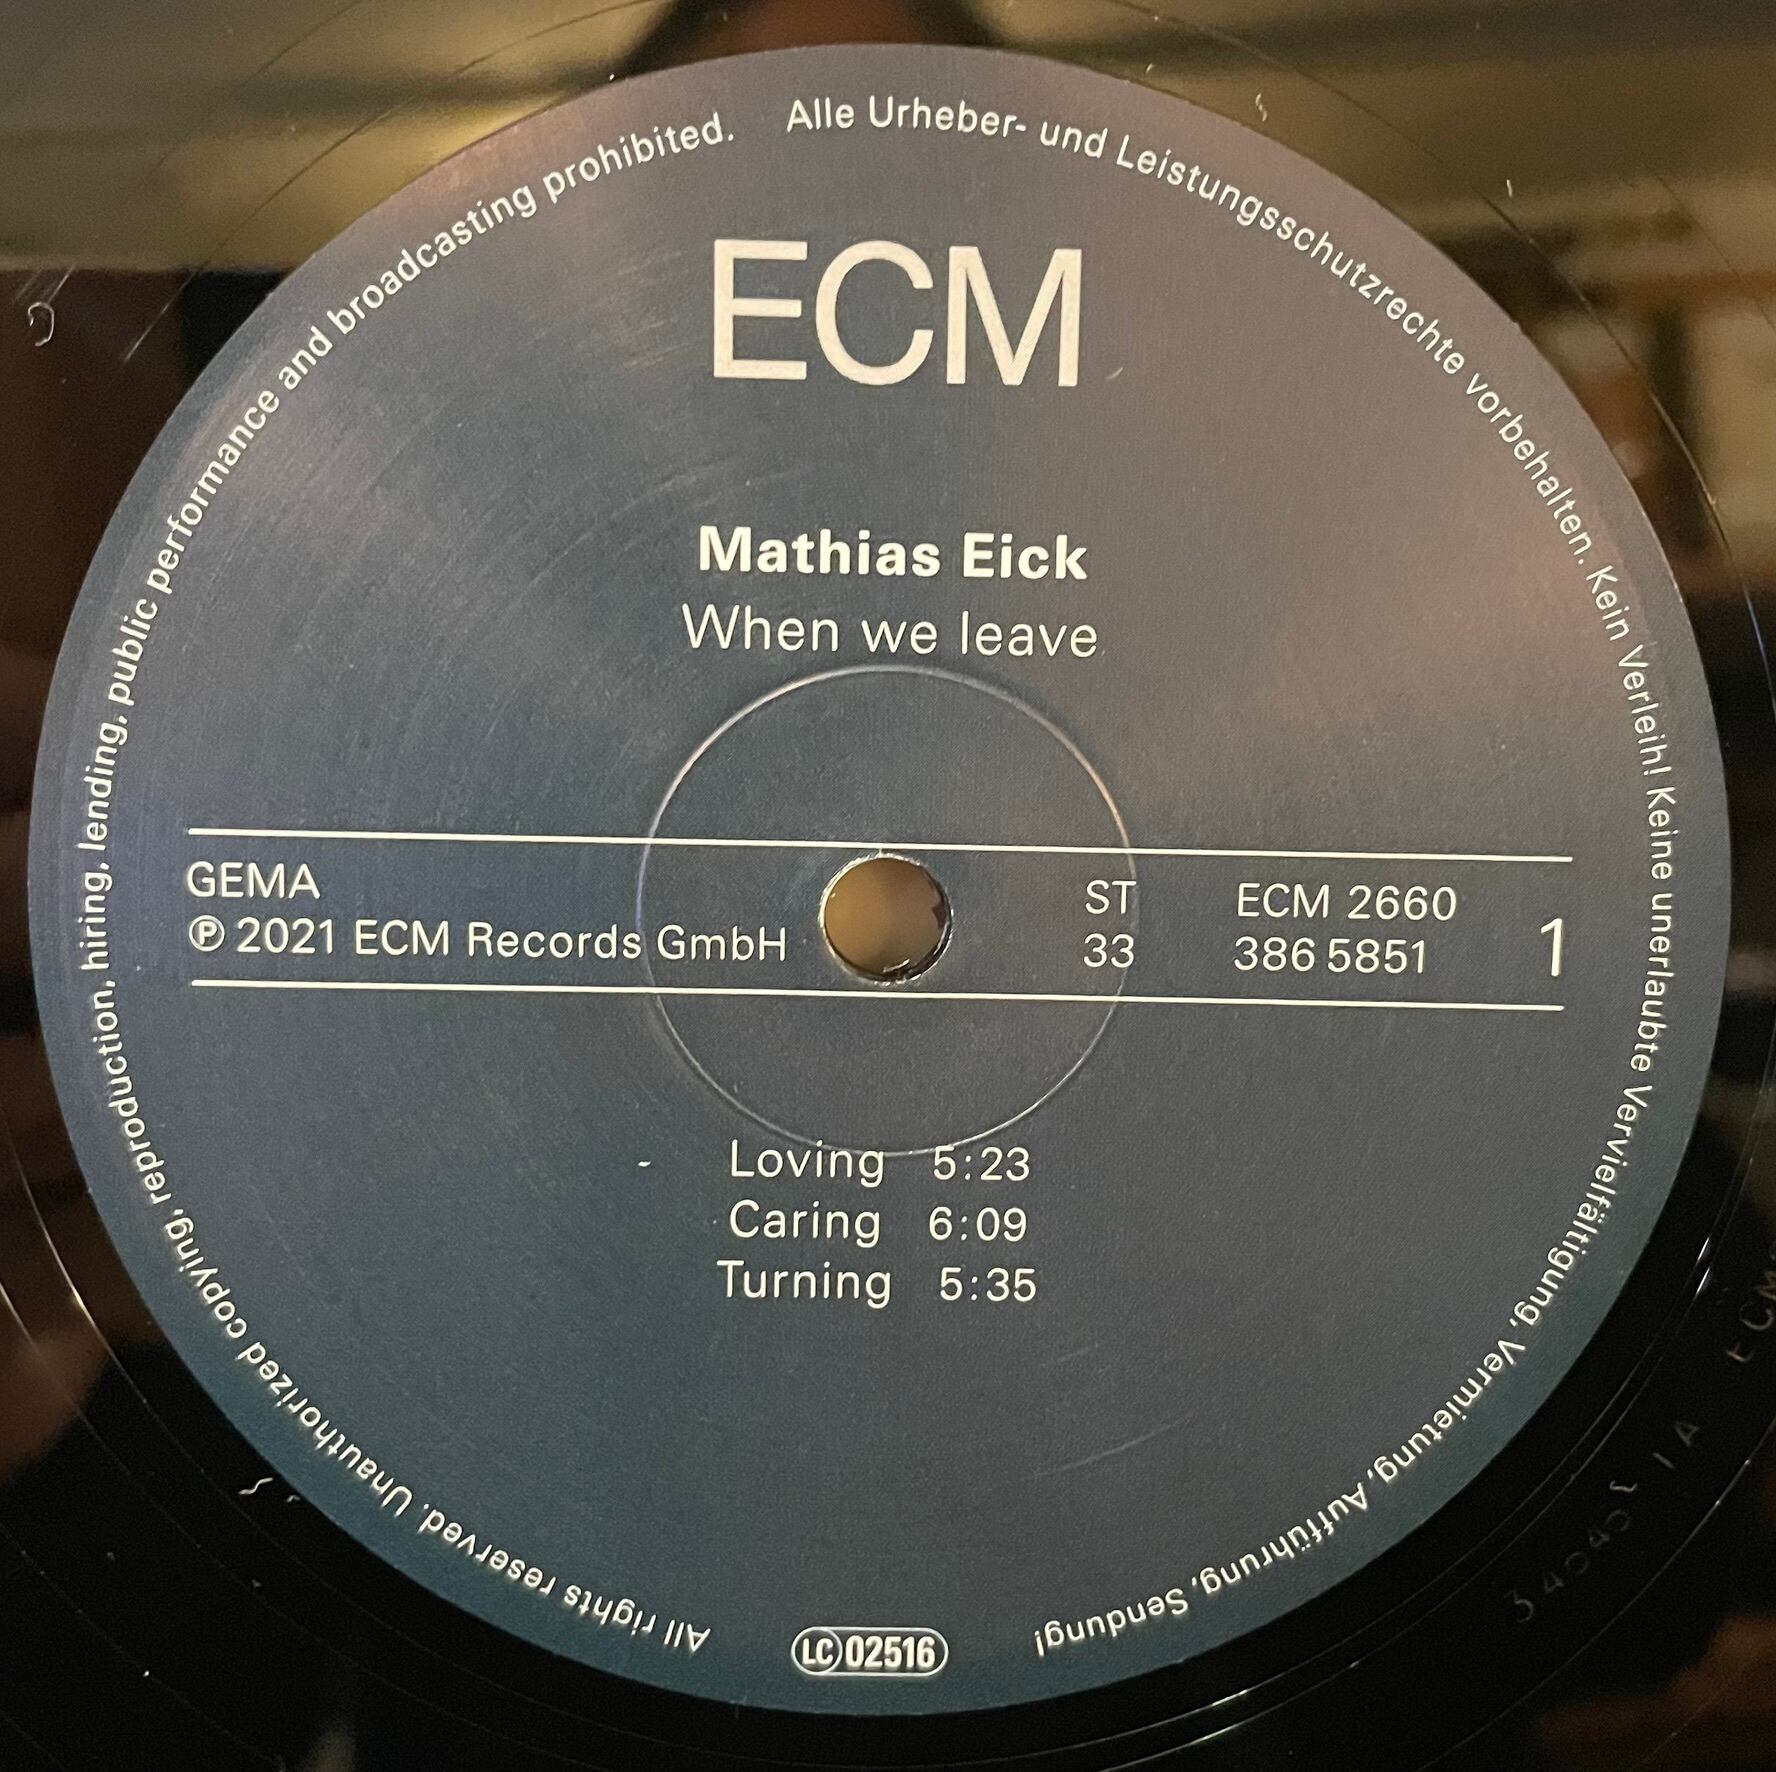 Alle Urheber- und Leistungsschutzrechte vorbehalten. Kein Verleih! Keine unerlaubte Vervielfältigung, Vermietung, Aufführung, Sendung!
ECM
Mathias Eick
When we leave
GEMA
℗ 2021 ECM Records GmbH
ST
33
ECM 2660
386 5851
1
Loving 5:23
Caring 6:09
Turning 5:35
LC 02516
All rights reserved. Unauthorized copying, reproduction, hiring, lending, public performance and broadcasting prohibited.